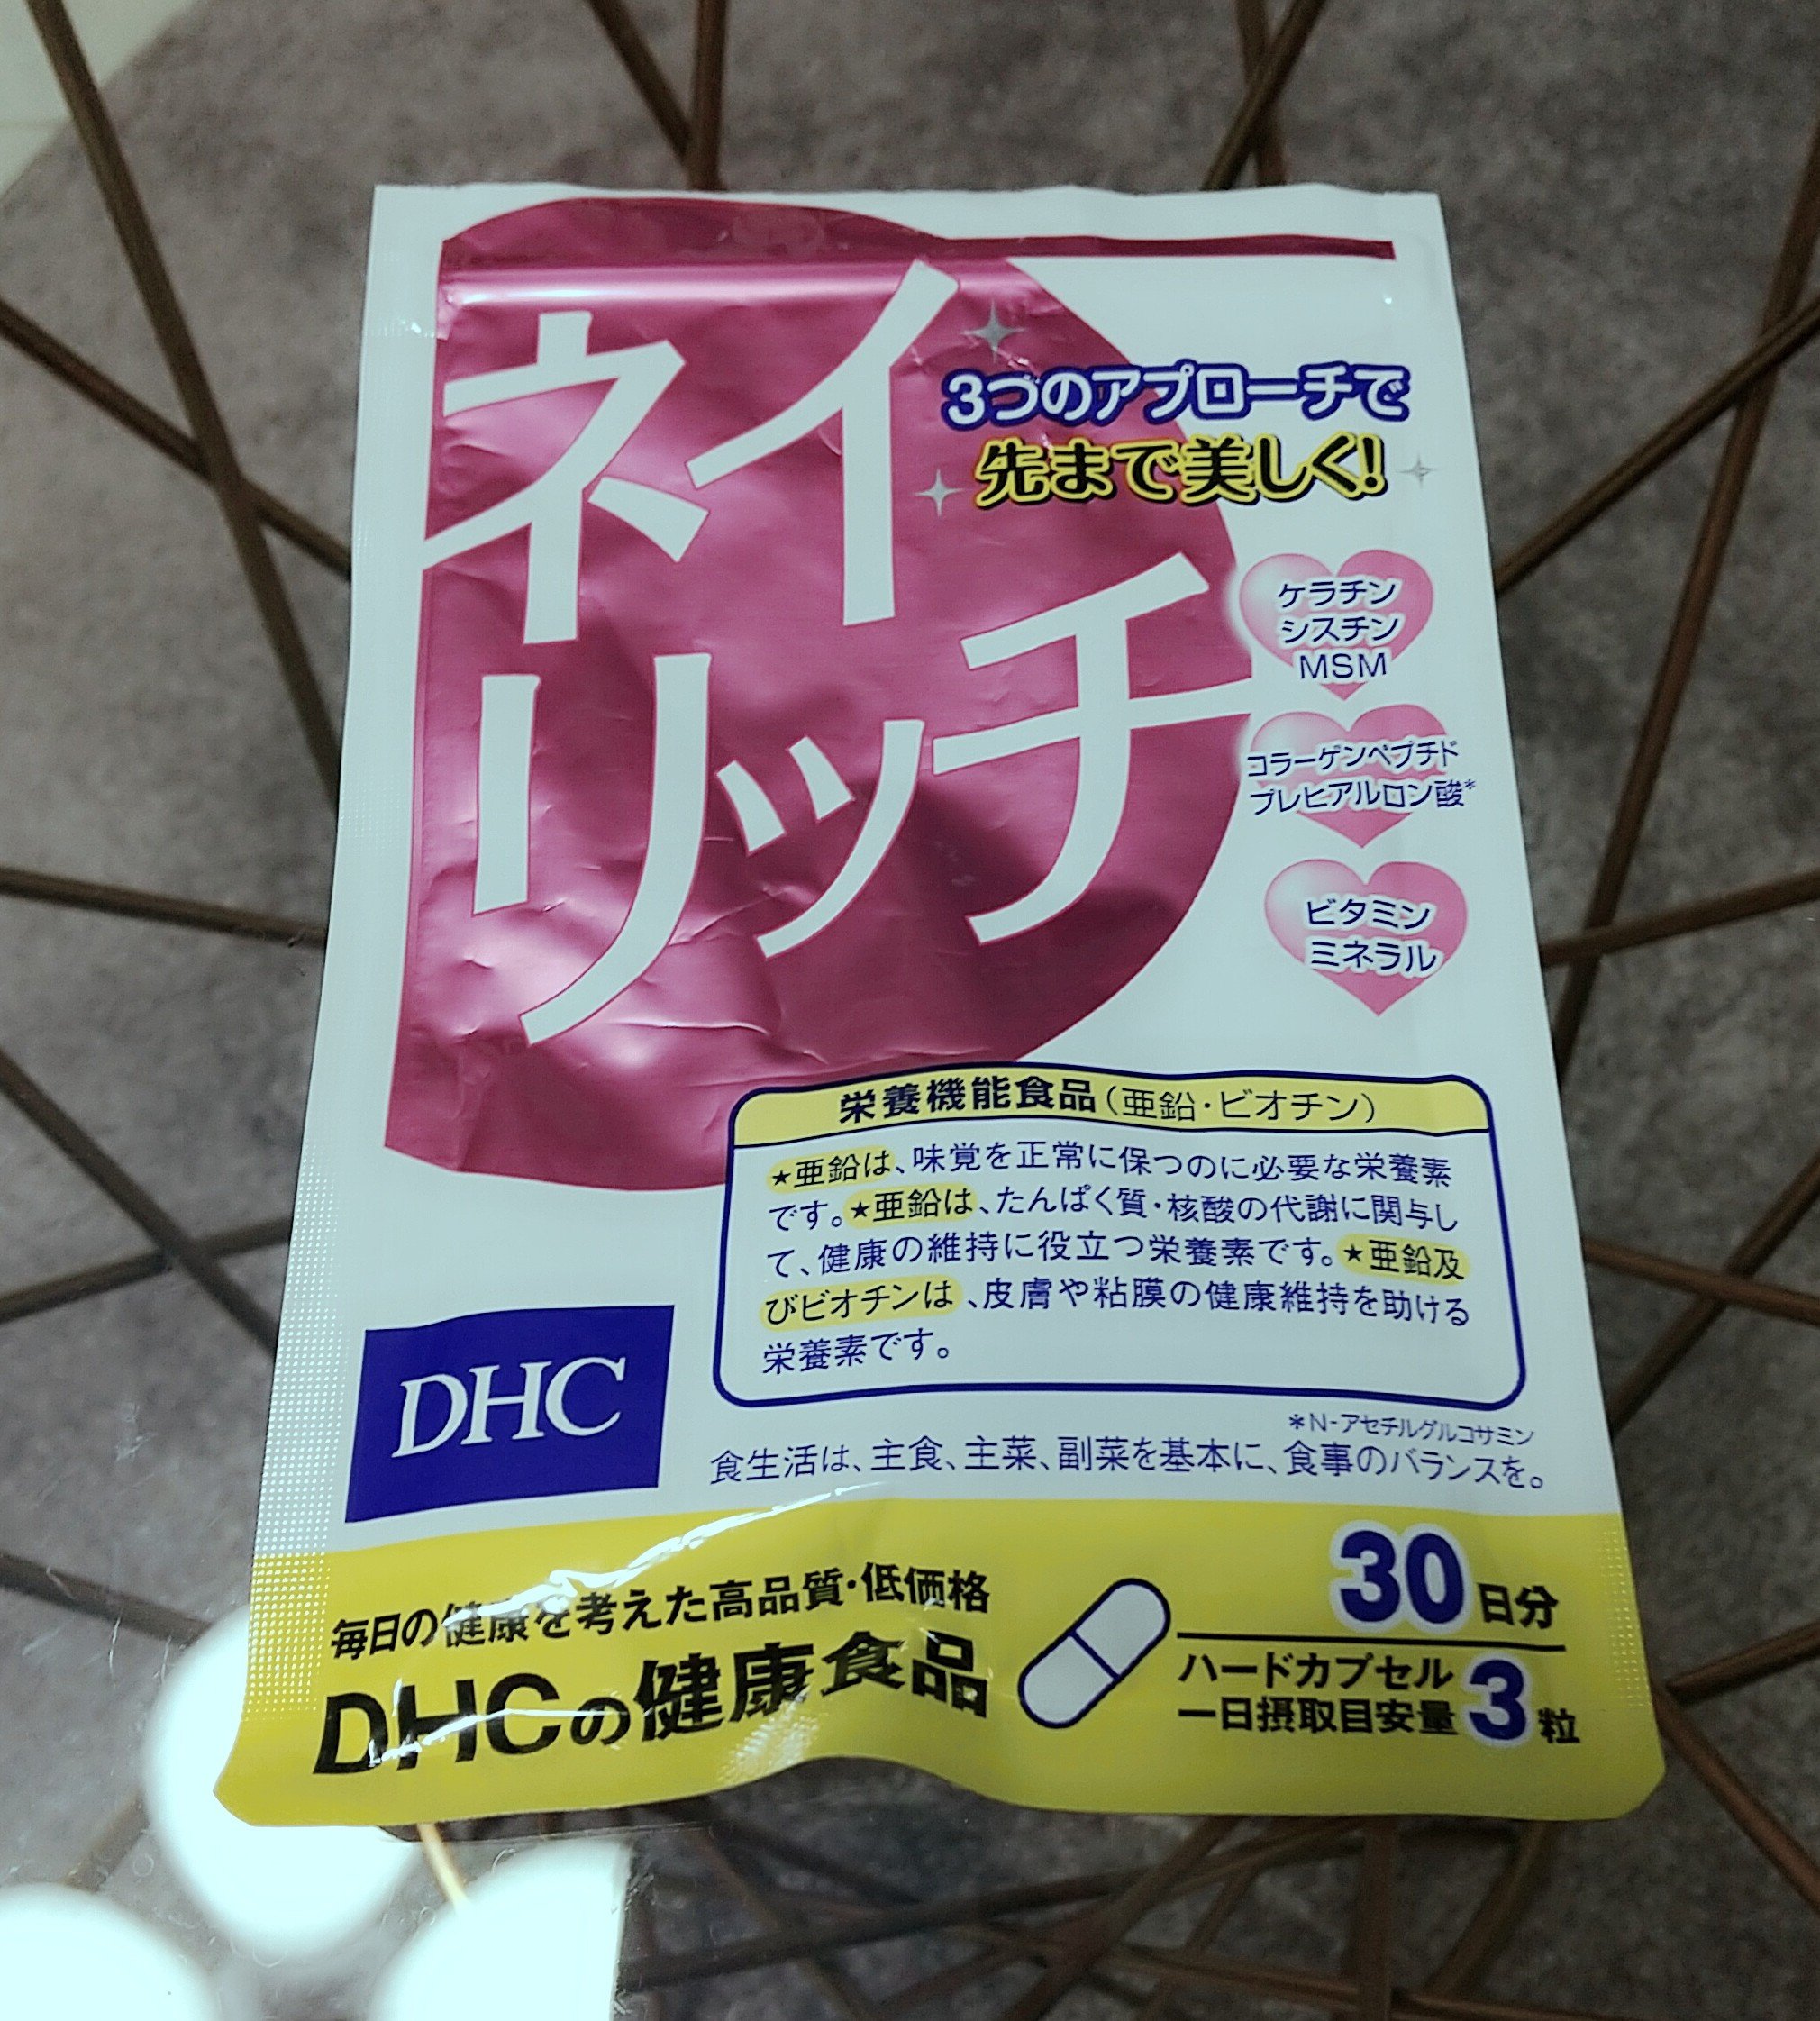 ネイ
リッチ
3つのアプローチで
先まで美しく!
ケラチン
シスチン
MSM
コラーゲンペプチド
プレヒアルロン酸*
ビタミン
ミネラル
栄養機能食品(亜鉛・ビオチン)
★亜鉛は、味覚を正常に保つのに必要な栄養素
です。★亜鉛は、たんぱく質・核酸の代謝に関与し
て、健康の維持に役立つ栄養素です。★亜鉛及
びビオチンは、皮膚や粘膜の健康維持を助ける
栄養素です。
*N-アセチルグルコサミン
DHC
食生活は、主食、主菜、副菜を基本に、食事のバランスを。
毎日の健康を考えた高品質・低価格
DHCの健康食品
30日分
ハードカプセル
一日摂取目安量 3粒